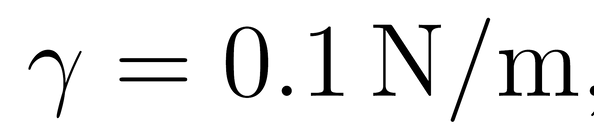 γ = 0.1 N/m,